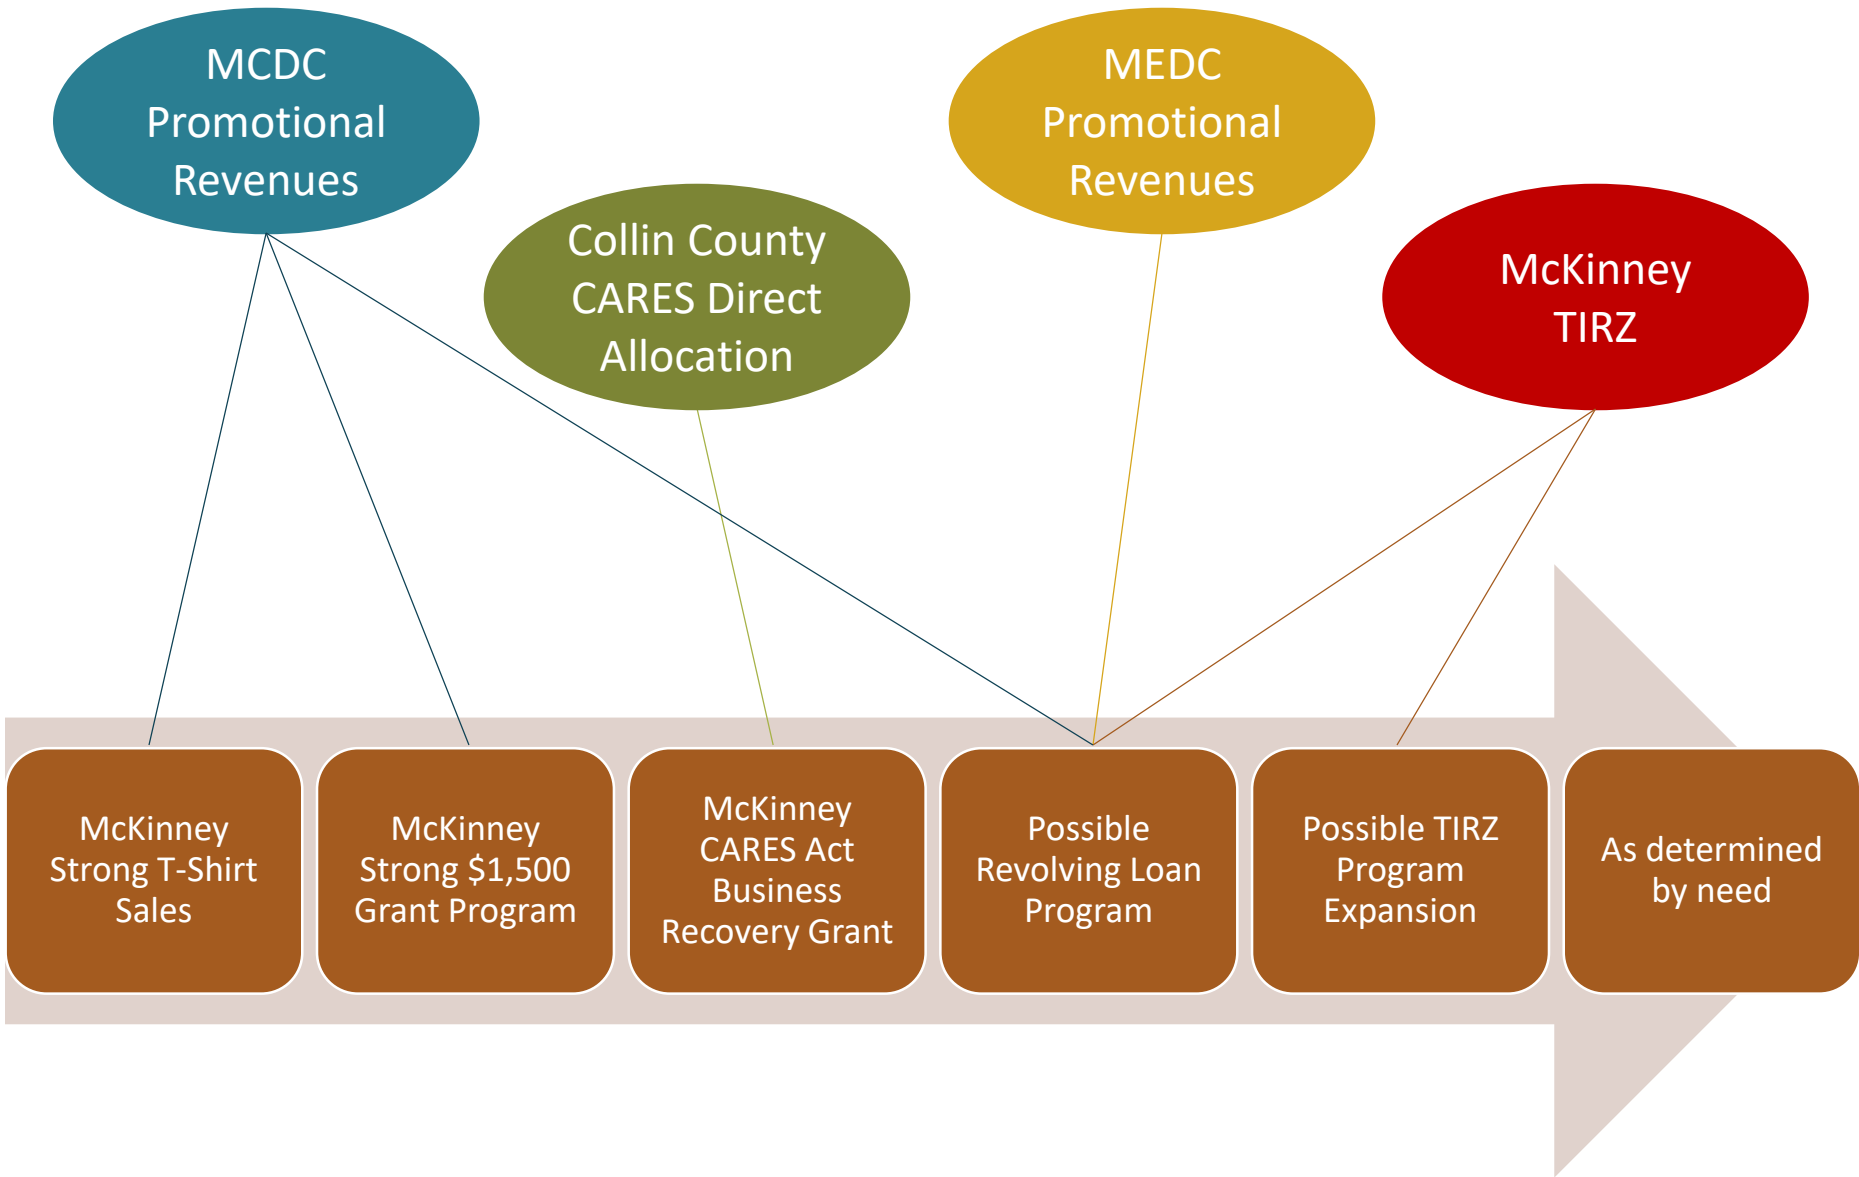 MCDC
Promotional
Revenues
Collin County
CARES Direct
Allocation
MEDC
Promotional
Revenues
McKinney
TIRZ
McKinney
Strong T-Shirt
Sales
McKinney
Strong $1,500
Grant Program
McKinney
CARES Act
Business
Recovery Grant
Possible
Revolving Loan
Program
Possible TIRZ
Program
Expansion
As determined
by need